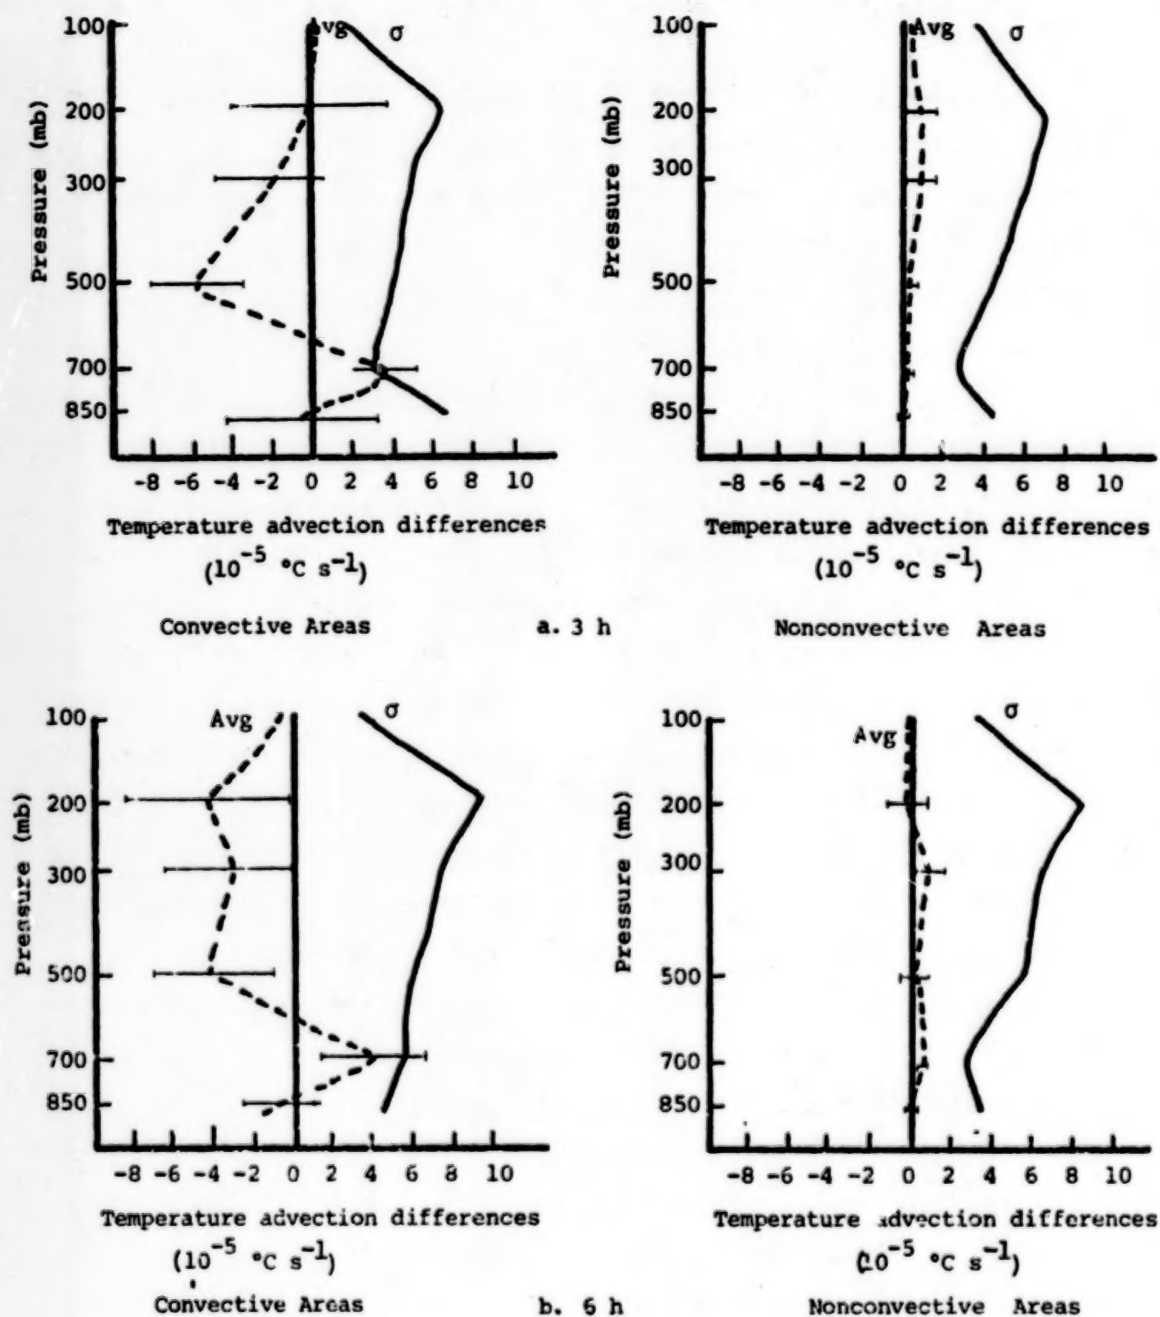 Avg σ
100
200
300
500
700
850
Pressure (mb)
-8 -6 -4 -2 0 2 4 6 8 10
Temperature advection differences
(10⁻⁵ °C s⁻¹)
Convective Areas
Avg σ
100
200
300
500
700
850
Pressure (mb)
-8 -6 -4 -2 0 2 4 6 8 10
Temperature advection differences
(10⁻⁵ °C s⁻¹)
Nonconvective Areas
a. 3 h
Avg σ
100
200
300
500
700
850
Pressure (mb)
-8 -6 -4 -2 0 2 4 6 8 10
Temperature advection differences
(10⁻⁵ °C s⁻¹)
Convective Areas
Avg σ
100
200
300
500
700
850
Pressure (mb)
-8 -6 -4 -2 0 2 4 6 8 10
Temperature advection differences
(10⁻⁵ °C s⁻¹)
Nonconvective Areas
b. 6 h